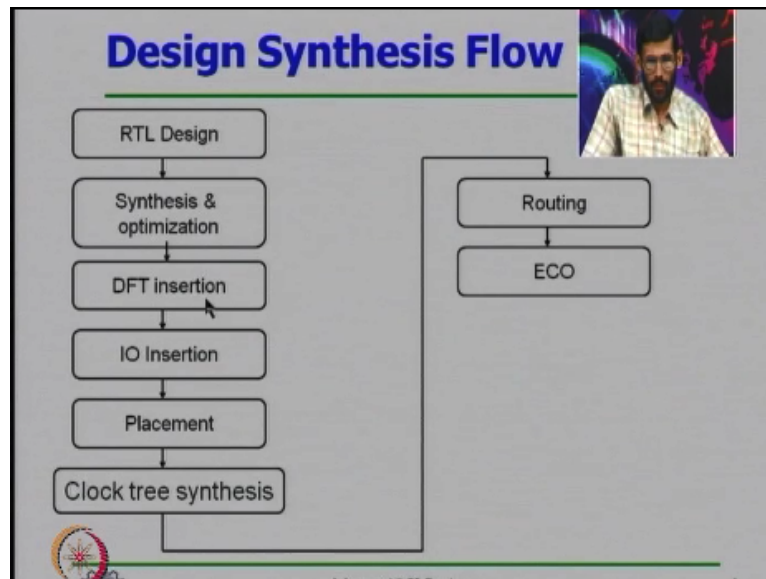 Design Synthesis Flow
RTL Design
Synthesis &
optimization
DFT insertion
IO Insertion
Placement
Clock tree synthesis
Routing
ECO